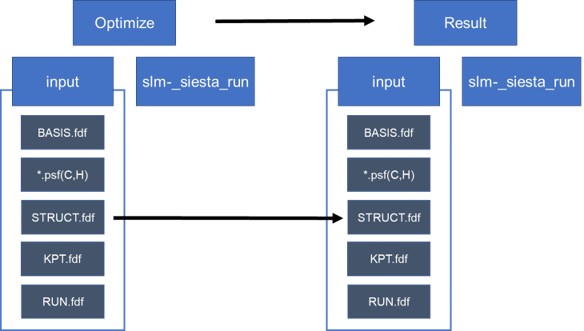 Optimize
Result
input
slm-_siesta_run
input
slm-_siesta_run
BASIS.fdf
BASIS.fdf
*.psf(C,H)
*.psf(C,H)
STRUCT.fdf
STRUCT.fdf
KPT.fdf
KPT.fdf
RUN.fdf
RUN.fdf